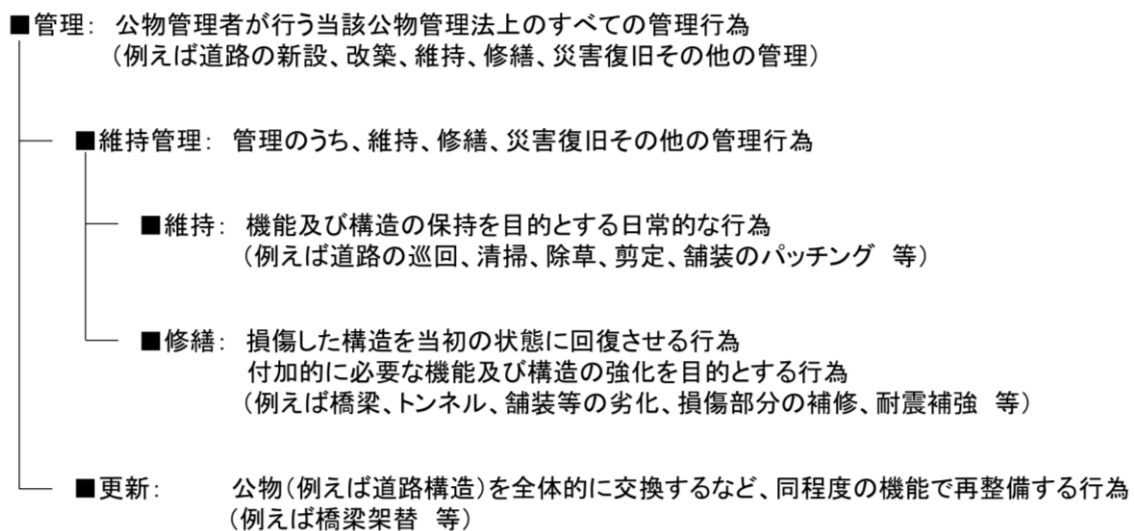 ■管理： 公物管理者が行う当該公物管理法上のすべての管理行為
（例えば道路の新設、改築、維持、修繕、災害復旧その他の管理）
■維持管理： 管理のうち、維持、修繕、災害復旧その他の管理行為
■維持： 機能及び構造の保持を目的とする日常的な行為
（例えば道路の巡回、清掃、除草、剪定、舗装のパッチング 等）
■修繕： 損傷した構造を当初の状態に回復させる行為
付加的に必要な機能及び構造の強化を目的とする行為
（例えば橋梁、トンネル、舗装等の劣化、損傷部分の補修、耐震補強 等）
■更新： 公物（例えば道路構造）を全体的に交換するなど、同程度の機能で再整備する行為
（例えば橋梁架替 等）